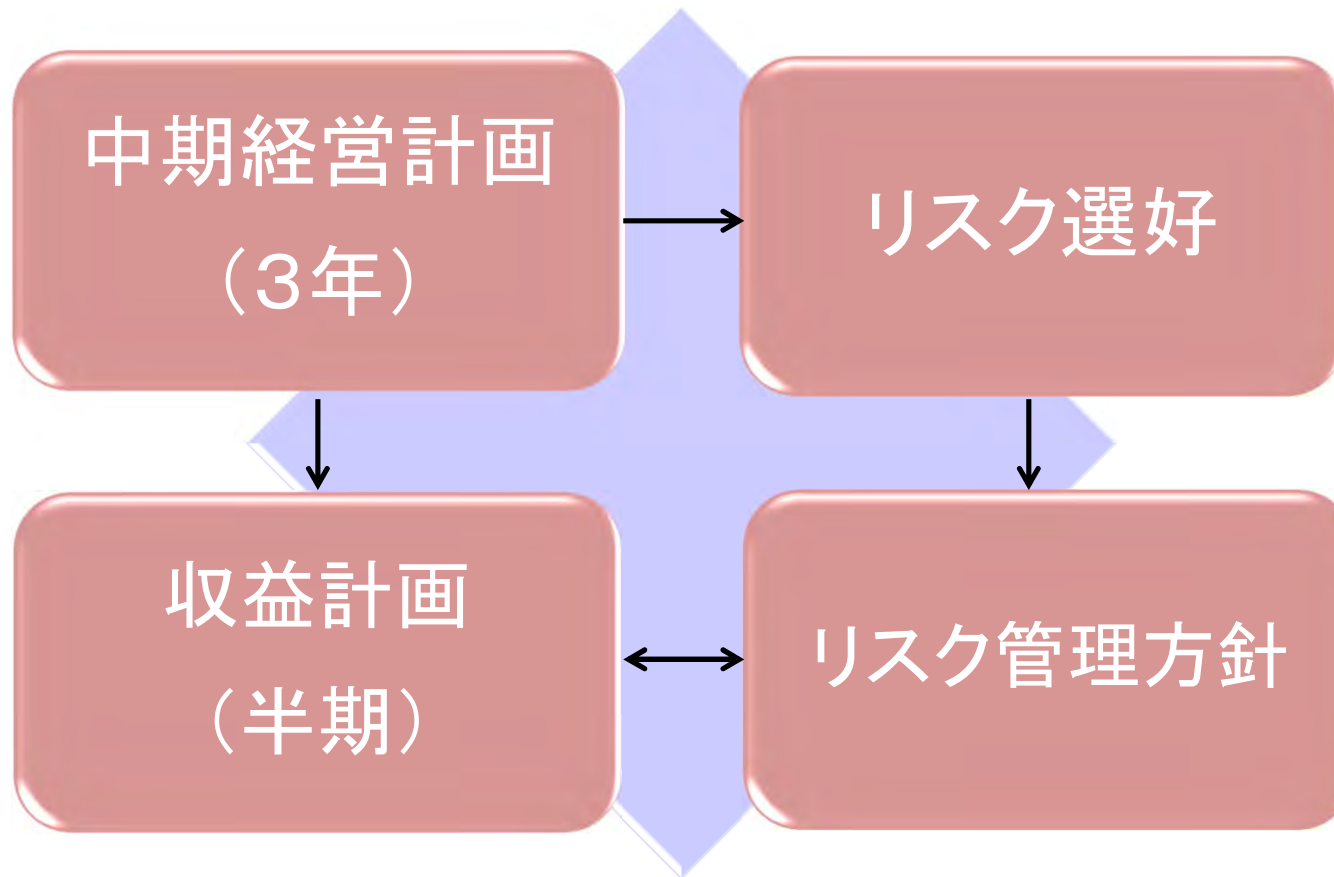 中期経営計画
（３年）
リスク選好
収益計画
（半期）
リスク管理方針